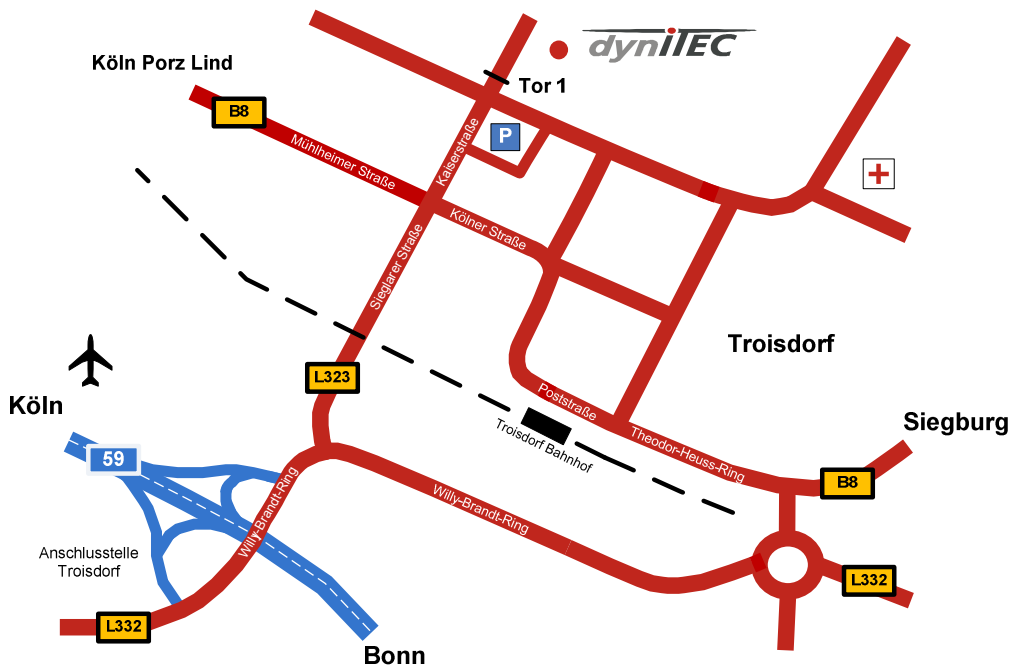 dyniTEC
Köln Porz Lind
Tor 1
B8
P
Kaiserstraße
Mühlheimer Straße
Kölner Straße
Sieglarer Straße
Troisdorf
L323
Köln
Poststraße
Siegburg
Troisdorf Bahnhof
Theodor-Heuss-Ring
59
B8
Willy-Brandt-Ring
Willy-Brandt-Ring
Anschlusstelle
Troisdorf
L332
L332
Bonn